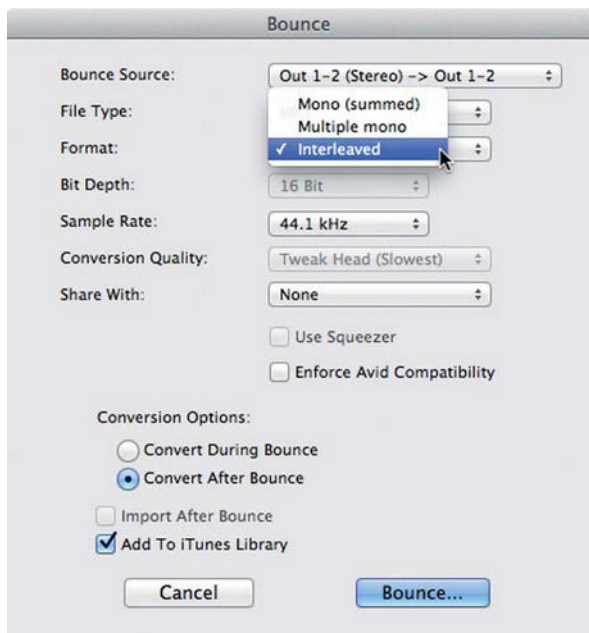 Bounce
Bounce Source: Out 1-2 (Stereo) -> Out 1-2
File Type:
Mono (summed)
Multiple mono
Format: ✓ Interleaved
Bit Depth: 16 Bit
Sample Rate: 44.1 kHz
Conversion Quality: Tweak Head (Slowest)
Share With: None
Use Squeezer
Enforce Avid Compatibility
Conversion Options:
Convert During Bounce
Convert After Bounce
Import After Bounce
Add To iTunes Library
Cancel Bounce...